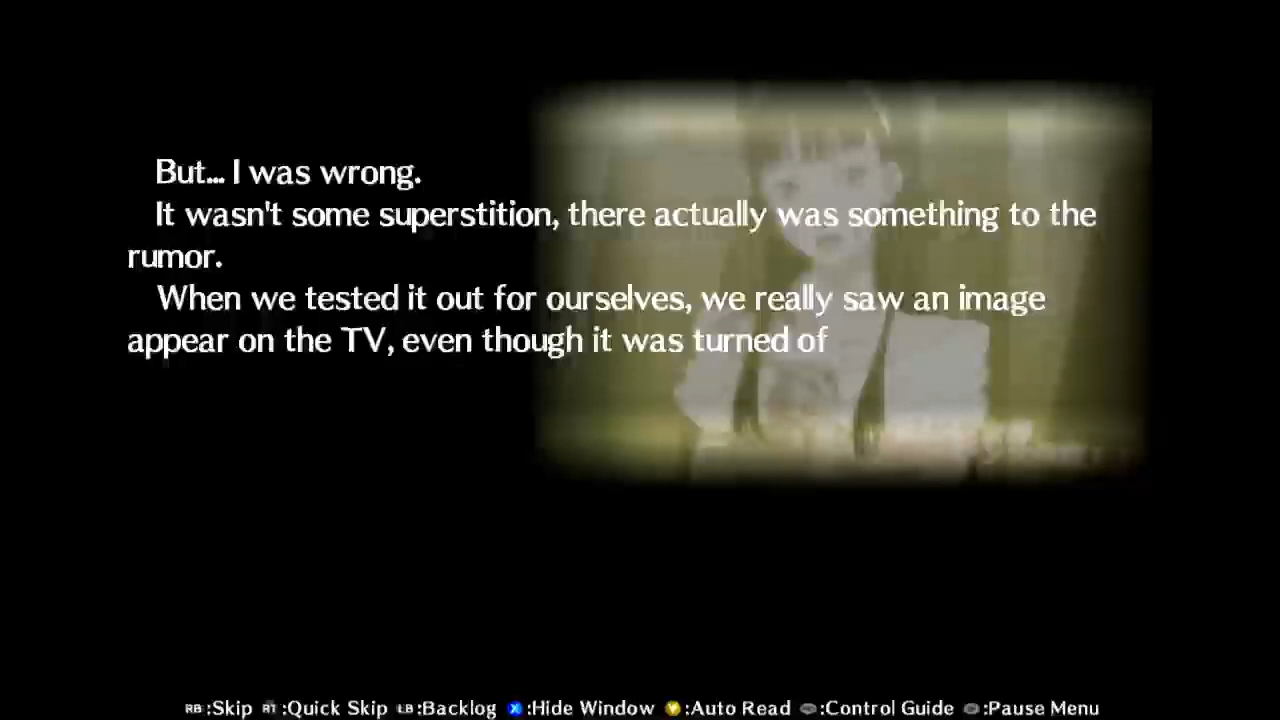 But... I was wrong.
It wasn't some superstition, there actually was something to the
rumor.
When we tested it out for ourselves, we really saw an image
appear on the TV, even though it was turned of
RB:Skip RT:Quick Skip LB:Backlog X:Hide Window Y:Auto Read :Control Guide :Pause Menu